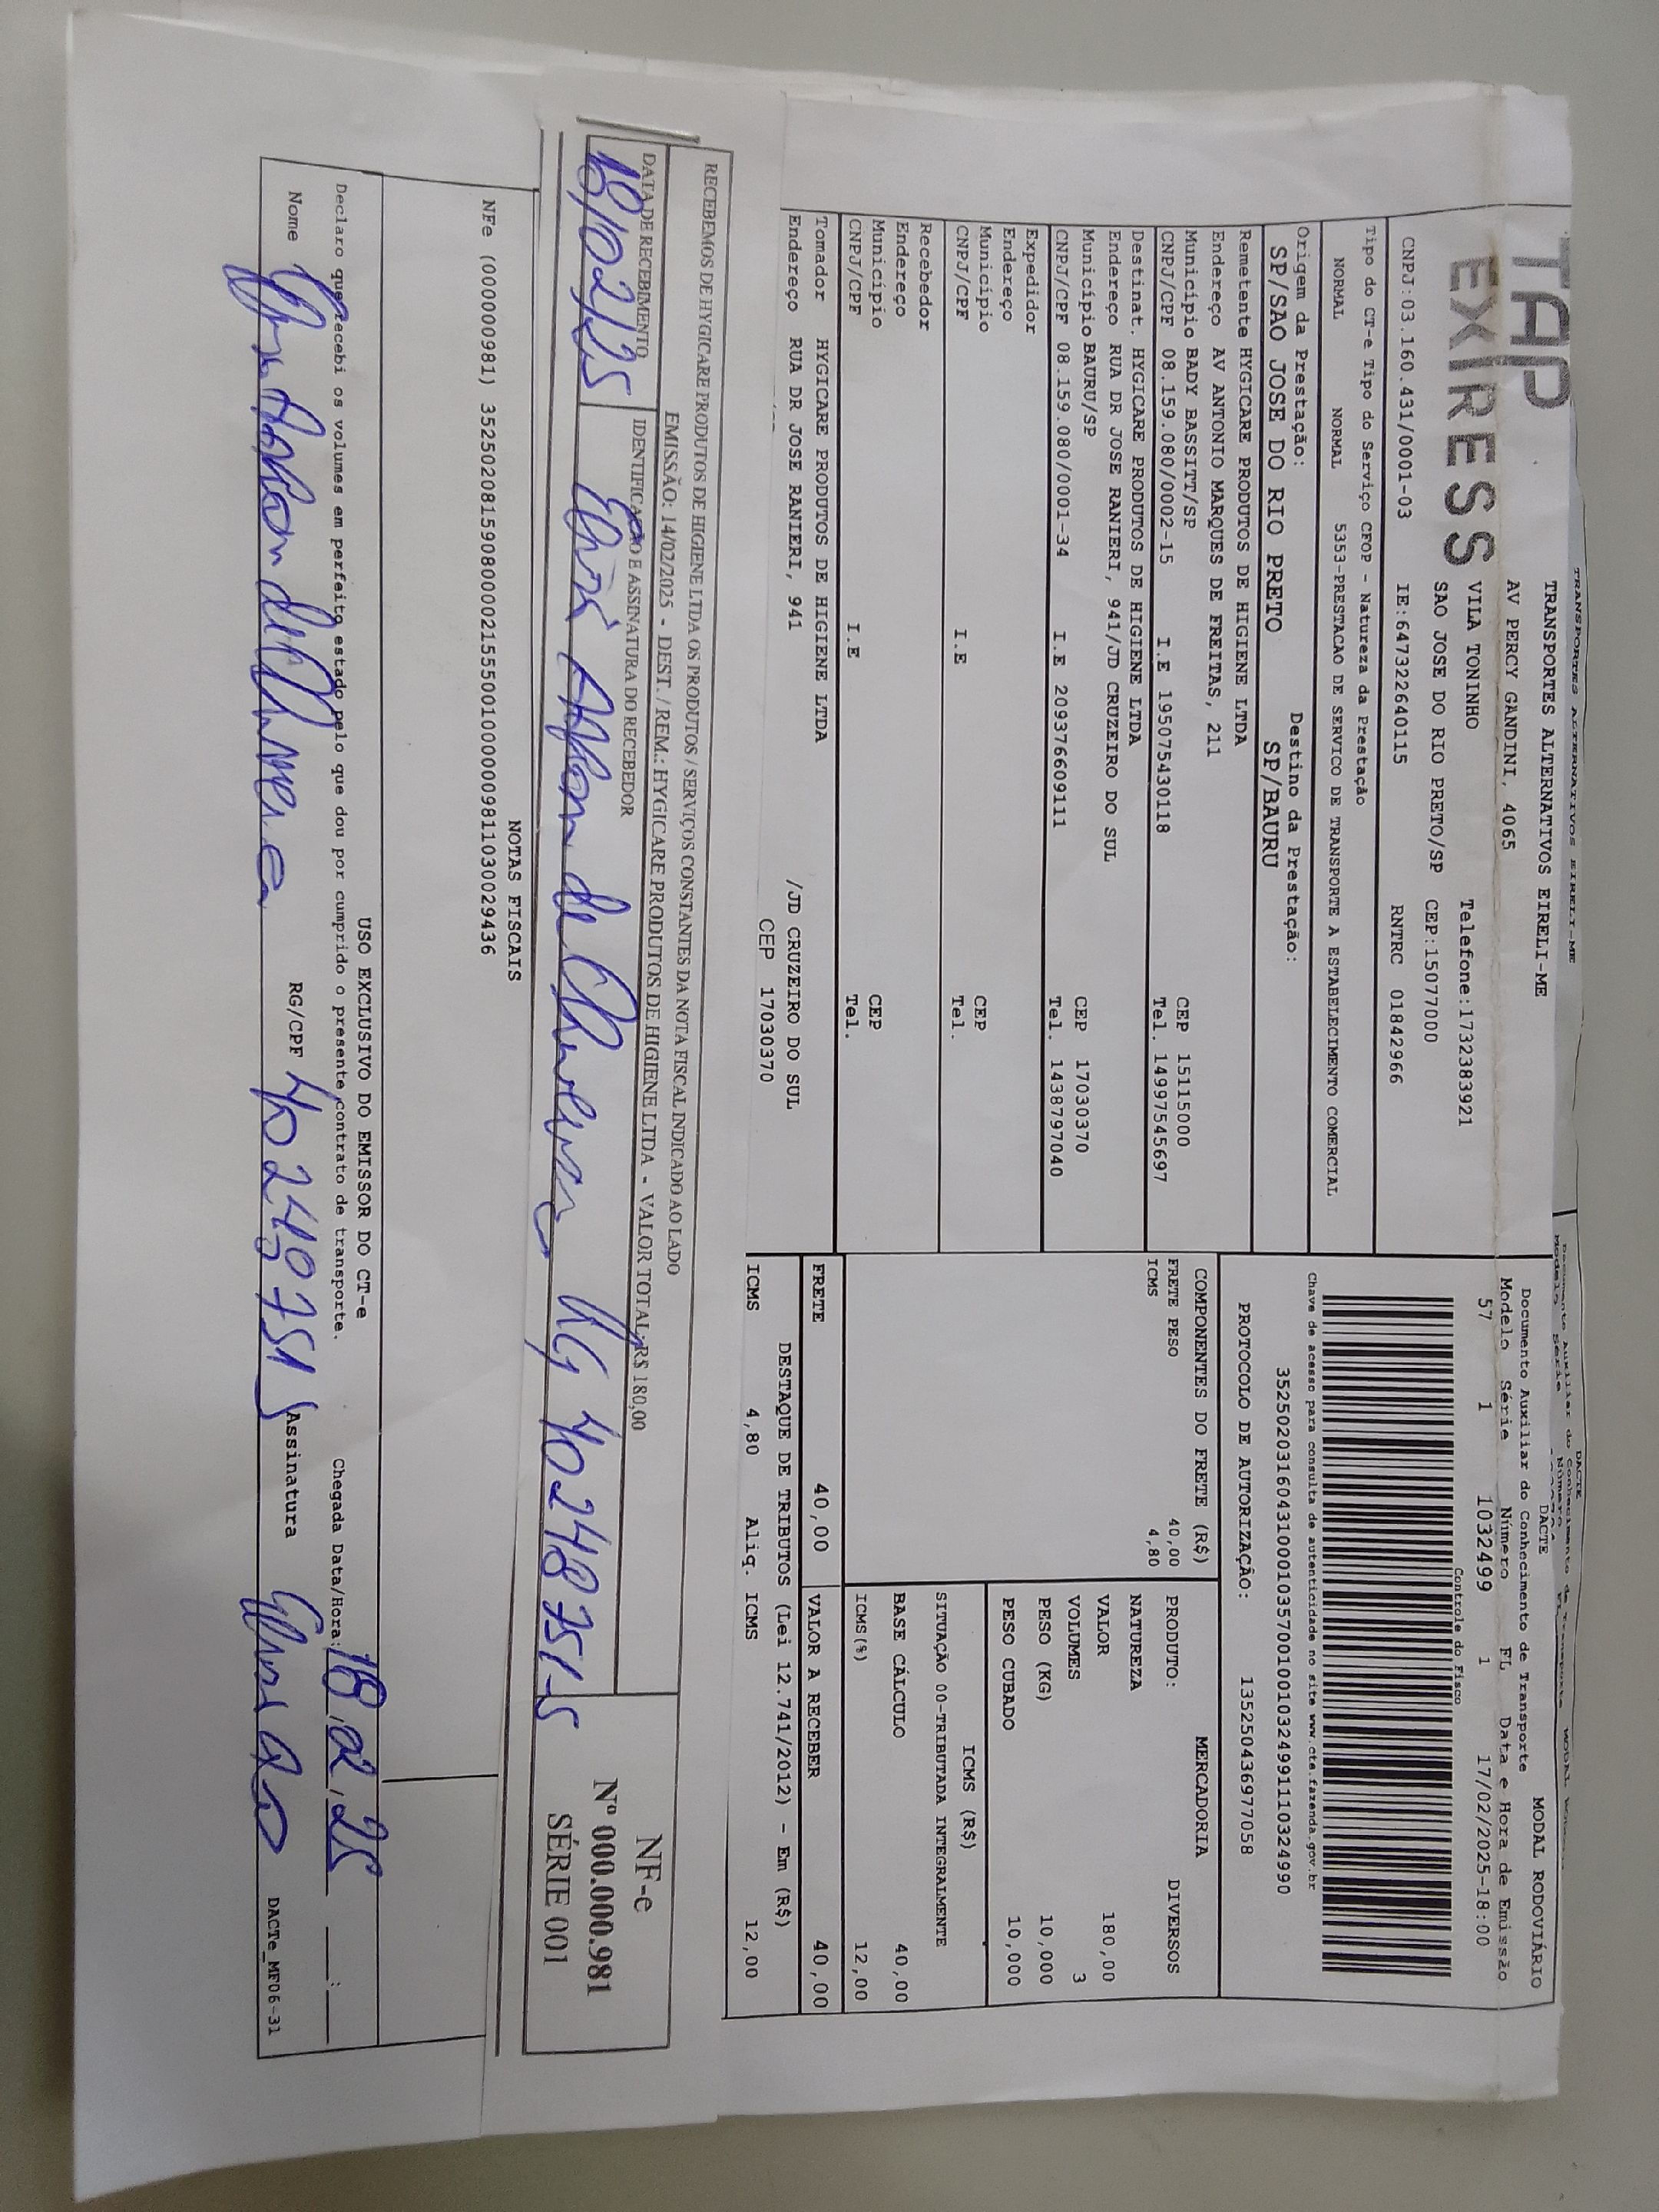 TRANSPORTES ALTERNATIVOS EIRELI-ME
DACTE
TAP
EXPRESS
TRANSPORTES ALTERNATIVOS EIRELI-ME
AV PERCY GANDINI, 4065
VILA TONINHO Telefone:1732383921
SAO JOSE DO RIO PRETO/SP CEP:15077000
CNPJ:03.160.431/0001-03 IE:647322640115 RNTRC 01842966
DACTE MODAL RODOVIÁRIO
Documento Auxiliar do Conhecimento de Transporte
Modelo Série Número FL Data e Hora de Emissão
57 1 1032499 1 17/02/2025-18:00
Controle do Fisco
Tipo do CT-e Tipo do Serviço CFOP - Natureza da Prestação
NORMAL NORMAL 5353-PRESTACAO DE SERVICO DE TRANSPORTE A ESTABELECIMENTO COMERCIAL
Chave de acesso para consulta de autenticidade no site www.cte.fazenda.gov.br
35250203160431000103570010010324991110324990
Origem da Prestação: Destino da Prestação:
SP/SAO JOSE DO RIO PRETO SP/BAURU
PROTOCOLO DE AUTORIZAÇÃO: 135250436977058
Remetente HYGICARE PRODUTOS DE HIGIENE LTDA
Endereço AV ANTONIO MARQUES DE FREITAS, 211
Município BADY BASSITT/SP CEP 15115000
CNPJ/CPF 08.159.080/0002-15 I.E 195075430118 Tel. 14997545697
Destinat. HYGICARE PRODUTOS DE HIGIENE LTDA
Endereço RUA DR JOSE RANIERI, 941/JD CRUZEIRO DO SUL
Município BAURU/SP CEP 17030370
CNPJ/CPF 08.159.080/0001-34 I.E 209376609111 Tel. 1438797040
Expedidor
Endereço
Município CEP
CNPJ/CPF I.E Tel.
Recebedor
Endereço
Município CEP
CNPJ/CPF I.E Tel.
Tomador HYGICARE PRODUTOS DE HIGIENE LTDA
Endereço RUA DR JOSE RANIERI, 941 /JD CRUZEIRO DO SUL
CEP 17030370
COMPONENTES DO FRETE (R$)
FRETE PESO 40,00
ICMS 4,80
MERCADORIA
PRODUTO: DIVERSOS
NATUREZA
VALOR 180,00
VOLUMES 3
PESO (KG) 10,000
PESO CUBADO 10,000
ICMS (R$)
SITUAÇÃO 00-TRIBUTADA INTEGRALMENTE
BASE CÁLCULO 40,00
ICMS(%) 12,00
FRETE 40,00 VALOR A RECEBER 40,00
DESTAQUE DE TRIBUTOS (Lei 12.741/2012) - Em (R$)
ICMS 4,80 Aliq. ICMS 12,00
RECEBEMOS DE HYGICARE PRODUTOS DE HIGIENE LTDA OS PRODUTOS / SERVIÇOS CONSTANTES DA NOTA FISCAL INDICADO AO LADO
EMISSÃO: 14/02/2025 - DEST. / REM.: HYGICARE PRODUTOS DE HIGIENE LTDA - VALOR TOTAL: R$ 180,00
DATA DE RECEBIMENTO IDENTIFICAÇÃO E ASSINATURA DO RECEBEDOR
18/02/25 de Oliveira RG 40248751-5
NF-e
Nº 000.000.981
SÉRIE 001
NOTAS FISCAIS
NFe (000000981) 35250208159080000215550010000009811030029436
USO EXCLUSIVO DO EMISSOR DO CT-e
Declaro que recebi os volumes em perfeito estado pelo que dou por cumprido o presente contrato de transporte. Chegada Data/Hora: 18,2,25 :
Nome de Oliveira RG/CPF 402487515 Assinatura
DACTe_MF06-31